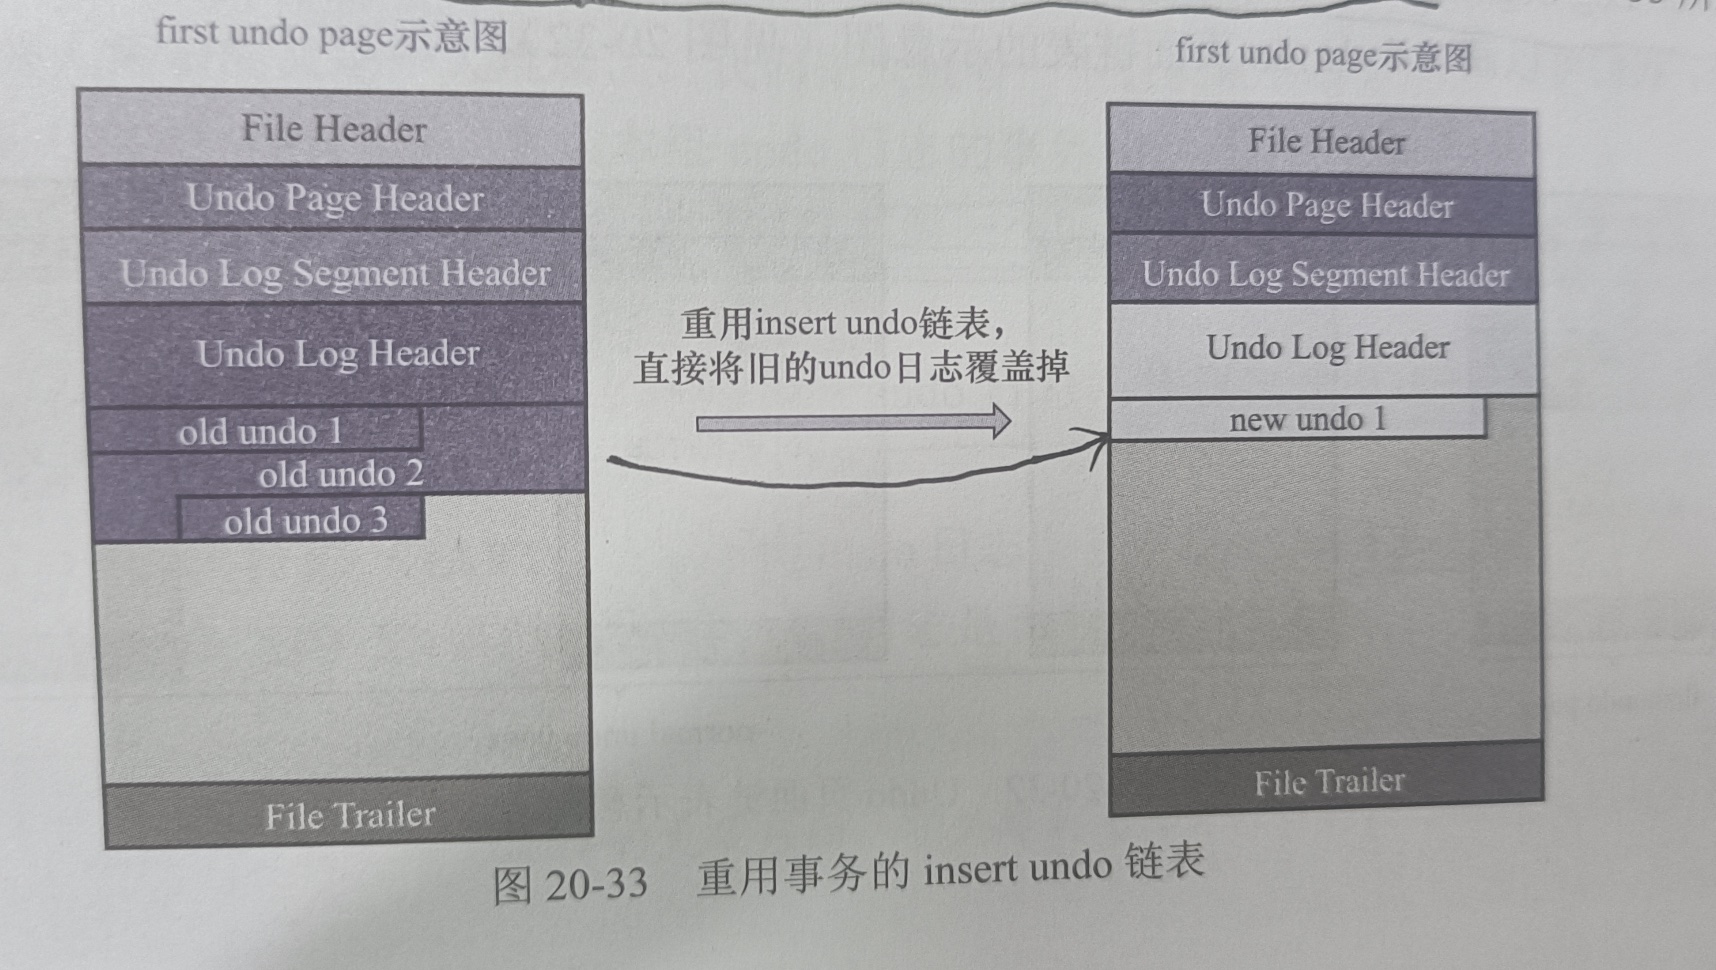 first undo page示意图
File Header
Undo Page Header
Undo Log Segment Header
Undo Log Header
old undo 1
old undo 2
old undo 3
File Trailer
重用insert undo链表，
直接将旧的undo日志覆盖掉
first undo page示意图
File Header
Undo Page Header
Undo Log Segment Header
Undo Log Header
new undo 1
File Trailer
图 20-33 重用事务的 insert undo 链表